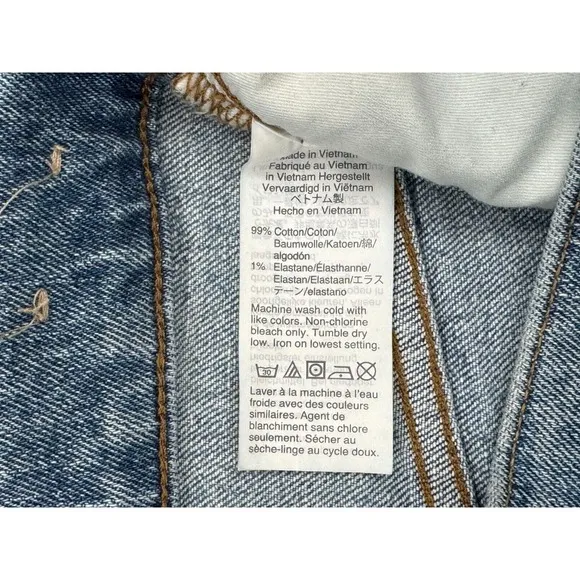 Made in Vietnam
Fabriqué au Vietnam
in Vietnam Hergestellt
Vervaardigd in Viëtnam
ベトナム製
Hecho en Vietnam
99% Cotton/Coton/
Baumwolle/Katoen/綿/
algodón
1% Elastane/Élasthanne/
Elastan/Elastaan/エラス
テーン/elastano
Machine wash cold with
like colors. Non-chlorine
bleach only. Tumble dry
low. Iron on lowest setting.
30
Laver à la machine à l'eau
froide avec des couleurs
similaires. Agent de
blanchiment sans chlore
seulement. Sécher au
sèche-linge au cycle doux.